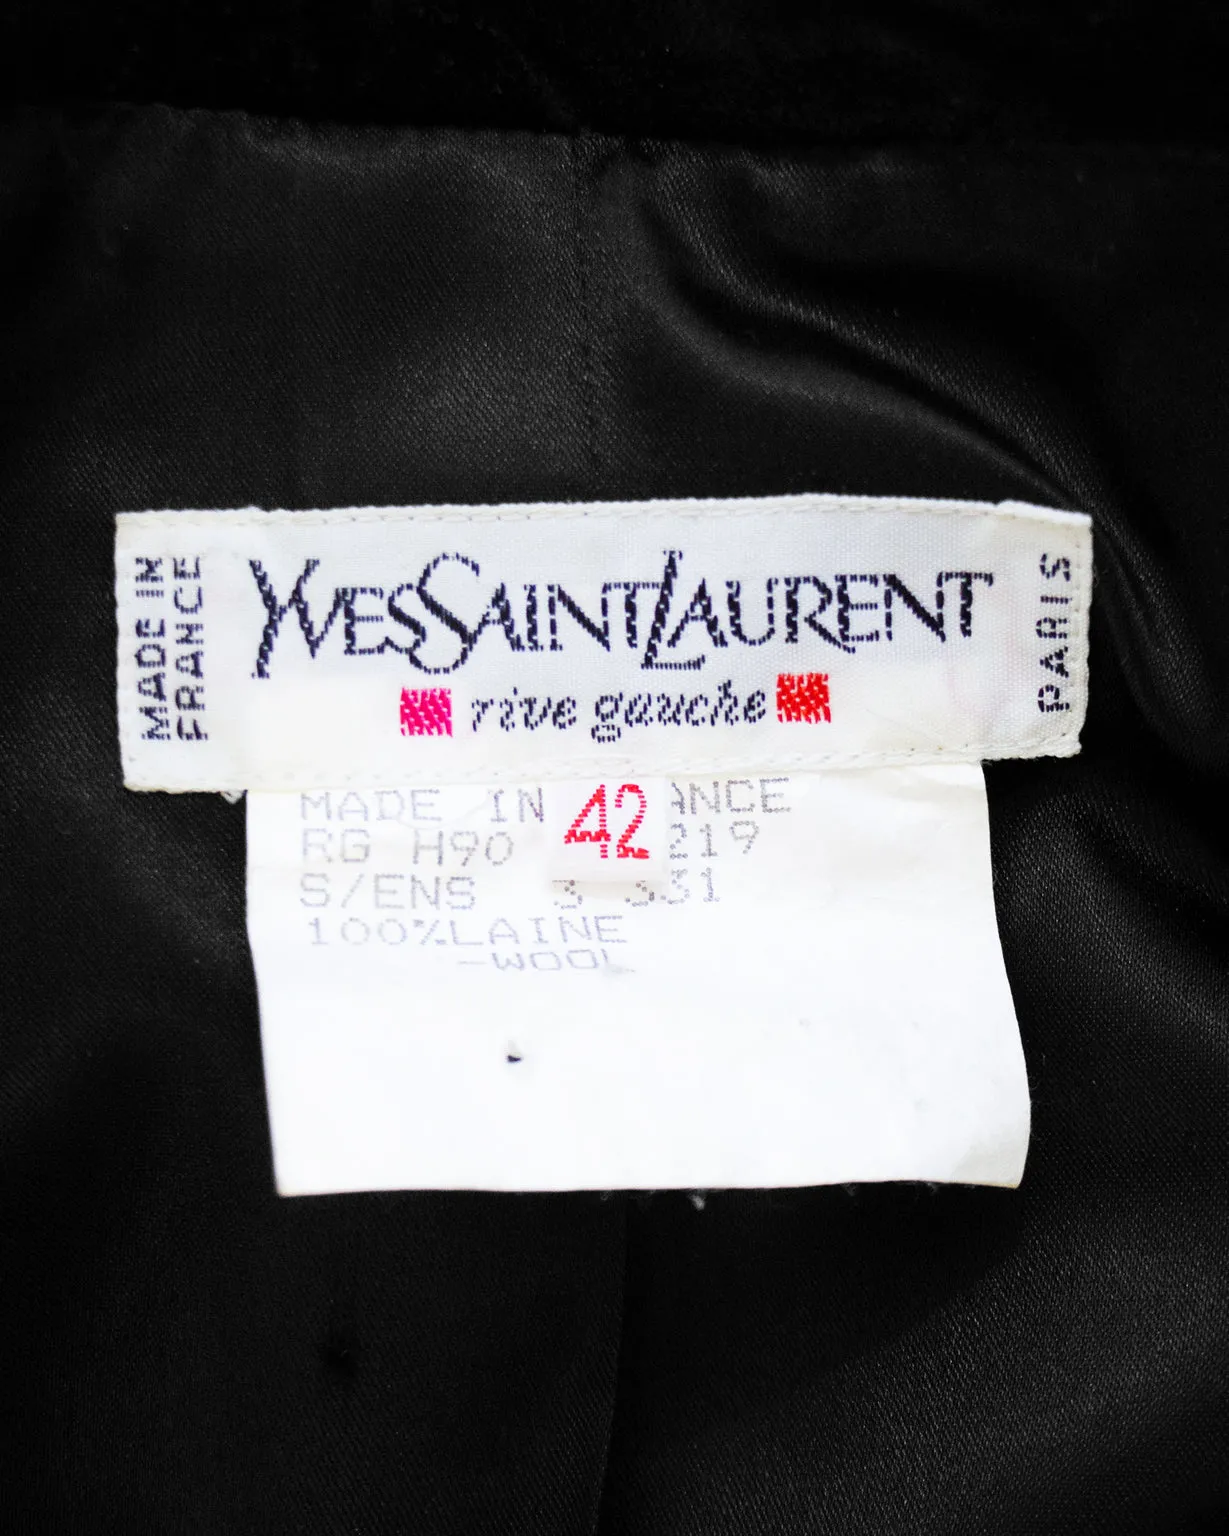 MADE IN
FRANCE
YVES SAINT LAURENT
rive gauche
PARIS
42
MADE IN
RG H90 219
S/ENS 3 331
100%LAINE
-WOOL